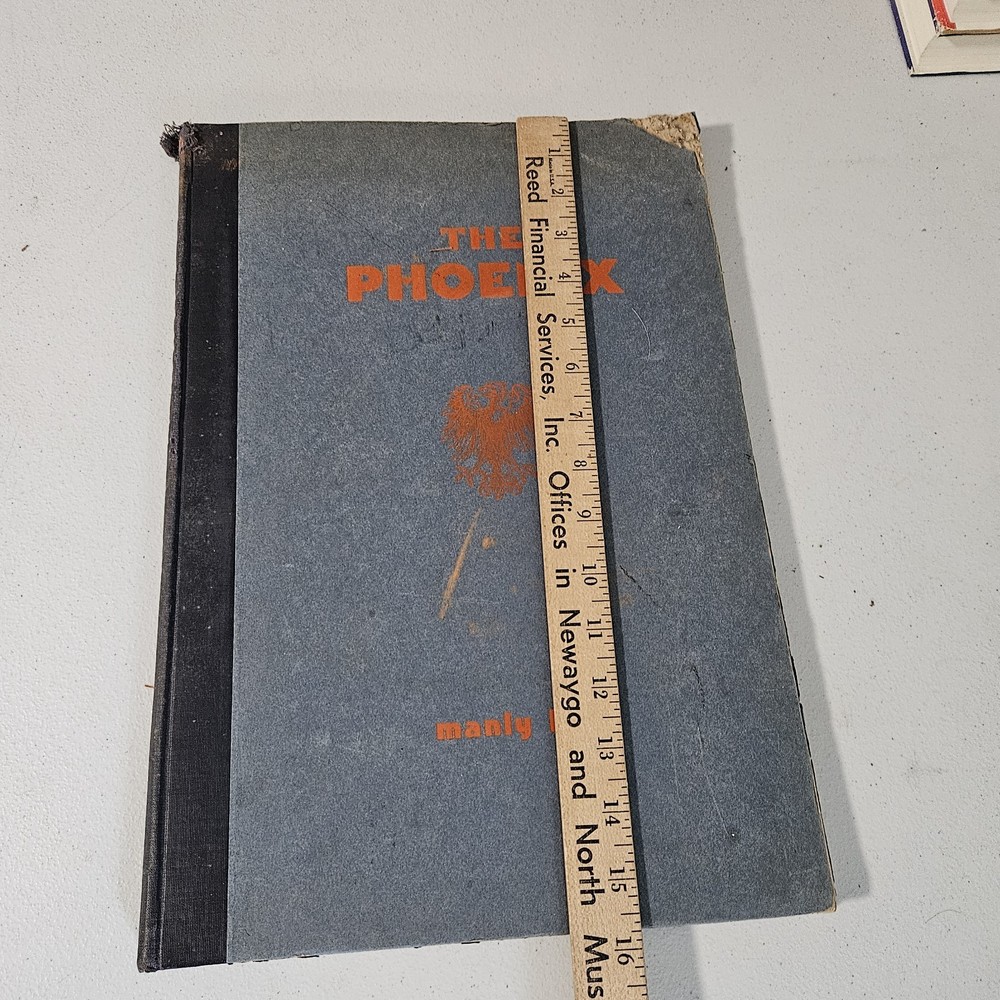 THE
PHOE X
manly
Reed Financial Services, Inc. Offices in Newaygo and North Mus
1 2 3 4 5 6 7 8 9 10 11 12 13 14 15 16